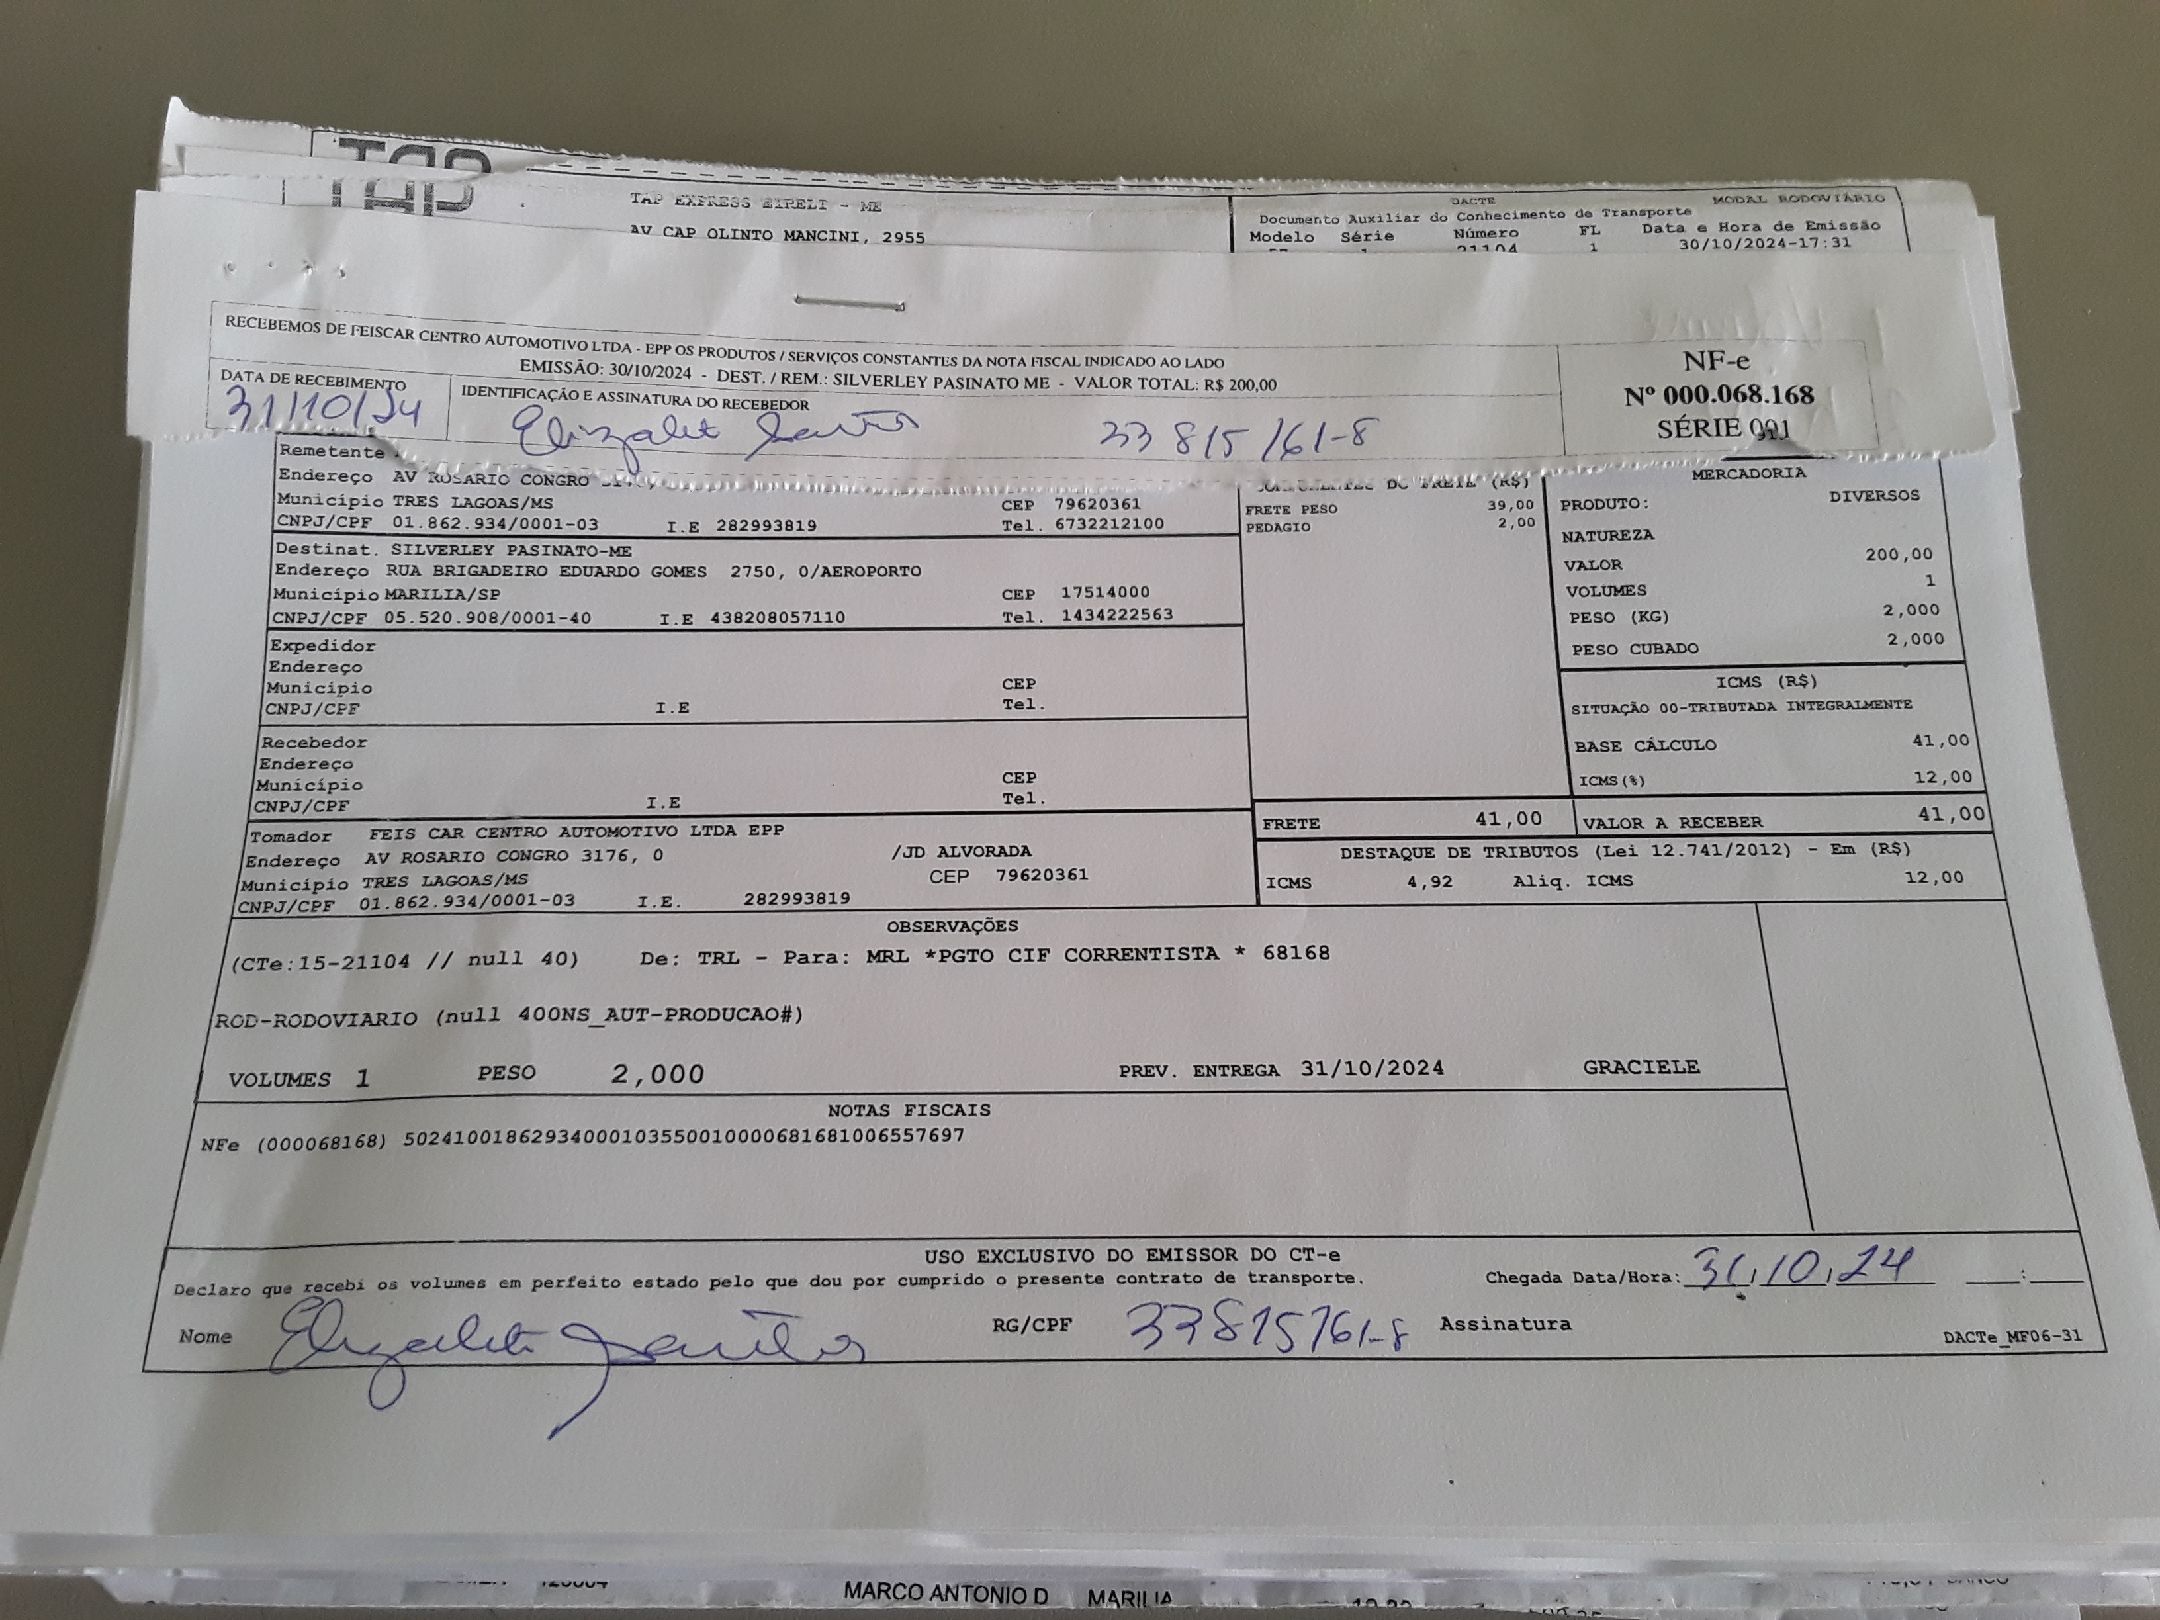 TAP
TAP EXPRESS EIRELI - ME
AV CAP OLINTO MANCINI, 2955
DACTE
MODAL RODOVIÁRIO
Documento Auxiliar do Conhecimento de Transporte
Modelo Série Número FL Data e Hora de Emissão
21104 1 30/10/2024-17:31
RECEBEMOS DE FEISCAR CENTRO AUTOMOTIVO LTDA - EPP OS PRODUTOS / SERVIÇOS CONSTANTES DA NOTA FISCAL INDICADO AO LADO
EMISSÃO: 30/10/2024 - DEST. / REM.: SILVERLEY PASINATO ME - VALOR TOTAL: R$ 200,00
DATA DE RECEBIMENTO
31/10/24
IDENTIFICAÇÃO E ASSINATURA DO RECEBEDOR
Elizabete Santos 33 815 761-8
NF-e
Nº 000.068.168
SÉRIE 001
Remetente
Endereço AV ROSARIO CONGRO
Município TRES LAGOAS/MS CEP 79620361
CNPJ/CPF 01.862.934/0001-03 I.E 282993819 Tel. 6732212100
Destinat. SILVERLEY PASINATO-ME
Endereço RUA BRIGADEIRO EDUARDO GOMES 2750, 0/AEROPORTO
Município MARILIA/SP CEP 17514000
CNPJ/CPF 05.520.908/0001-40 I.E 438208057110 Tel. 1434222563
Expedidor
Endereço
Município CEP
CNPJ/CPF I.E Tel.
Recebedor
Endereço
Município CEP
CNPJ/CPF I.E Tel.
Tomador FEIS CAR CENTRO AUTOMOTIVO LTDA EPP
Endereço AV ROSARIO CONGRO 3176, 0 /JD ALVORADA
Município TRES LAGOAS/MS CEP 79620361
CNPJ/CPF 01.862.934/0001-03 I.E. 282993819
COMPONENTES DO FRETE (R$)
FRETE PESO 39,00
PEDAGIO 2,00
MERCADORIA
PRODUTO: DIVERSOS
NATUREZA
VALOR 200,00
VOLUMES 1
PESO (KG) 2,000
PESO CUBADO 2,000
ICMS (R$)
SITUAÇÃO 00-TRIBUTADA INTEGRALMENTE
BASE CÁLCULO 41,00
ICMS(%) 12,00
FRETE 41,00 VALOR A RECEBER 41,00
DESTAQUE DE TRIBUTOS (Lei 12.741/2012) - Em (R$)
ICMS 4,92 Aliq. ICMS 12,00
OBSERVAÇÕES
(CTe:15-21104 // null 40) De: TRL - Para: MRL *PGTO CIF CORRENTISTA * 68168
ROD-RODOVIARIO (null 400NS_AUT-PRODUCAO#)
VOLUMES 1 PESO 2,000 PREV. ENTREGA 31/10/2024 GRACIELE
NOTAS FISCAIS
NFe (000068168) 50241001862934000103550010000681681006557697
USO EXCLUSIVO DO EMISSOR DO CT-e
Declaro que recebi os volumes em perfeito estado pelo que dou por cumprido o presente contrato de transporte. Chegada Data/Hora: 31,10,24 __:__
Nome Elizabete Santos RG/CPF 33815761-8 Assinatura
DACTe_MF06-31
MARCO ANTONIO D MARILIA